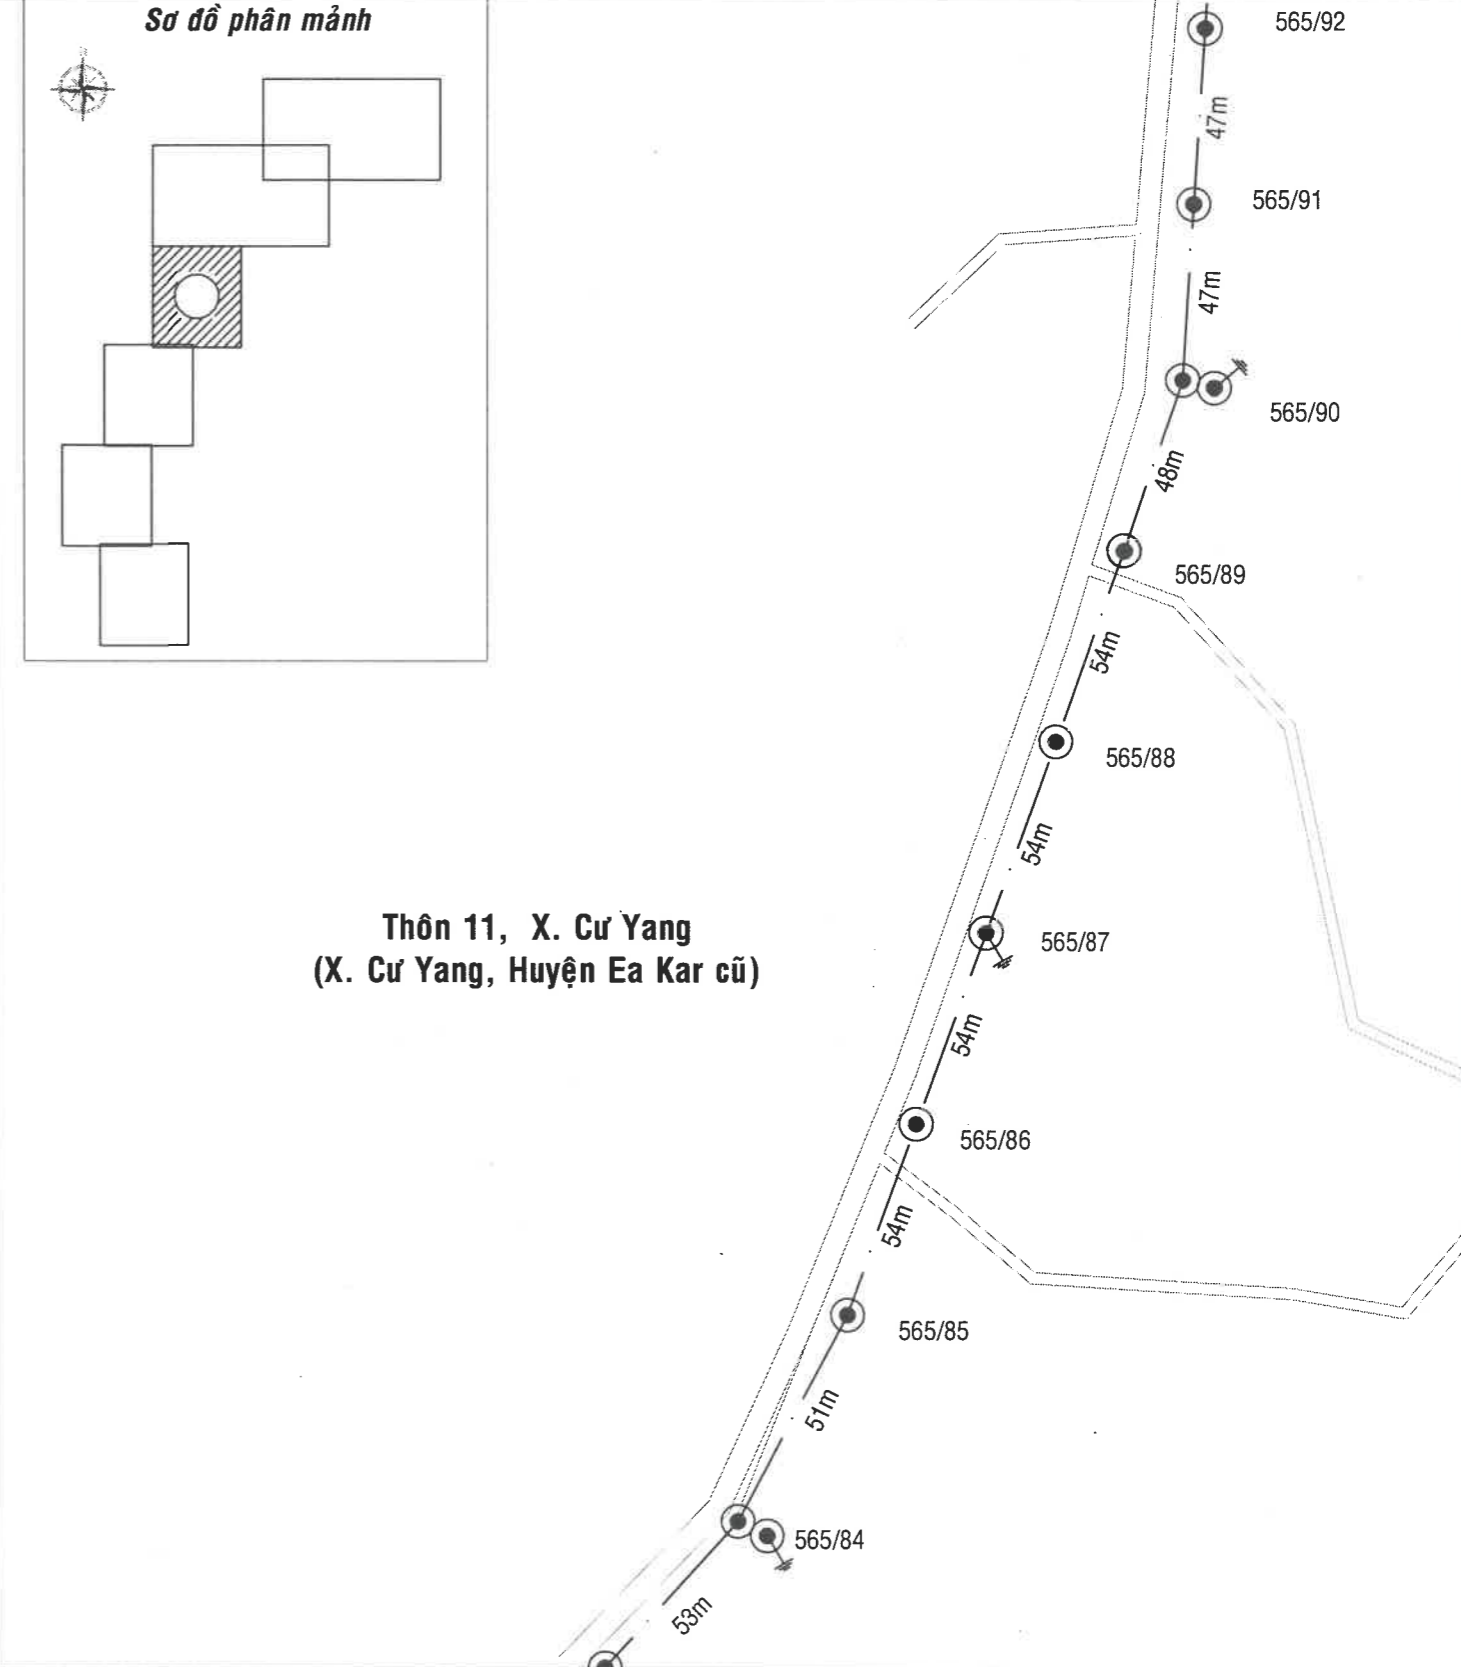 Sơ đồ phân mảnh
565/92
47m
565/91
47m
565/90
48m
565/89
54m
565/88
54m
Thôn 11, X. Cư Yang
(X. Cư Yang, Huyện Ea Kar cũ)
565/87
54m
565/86
54m
565/85
51m
565/84
53m